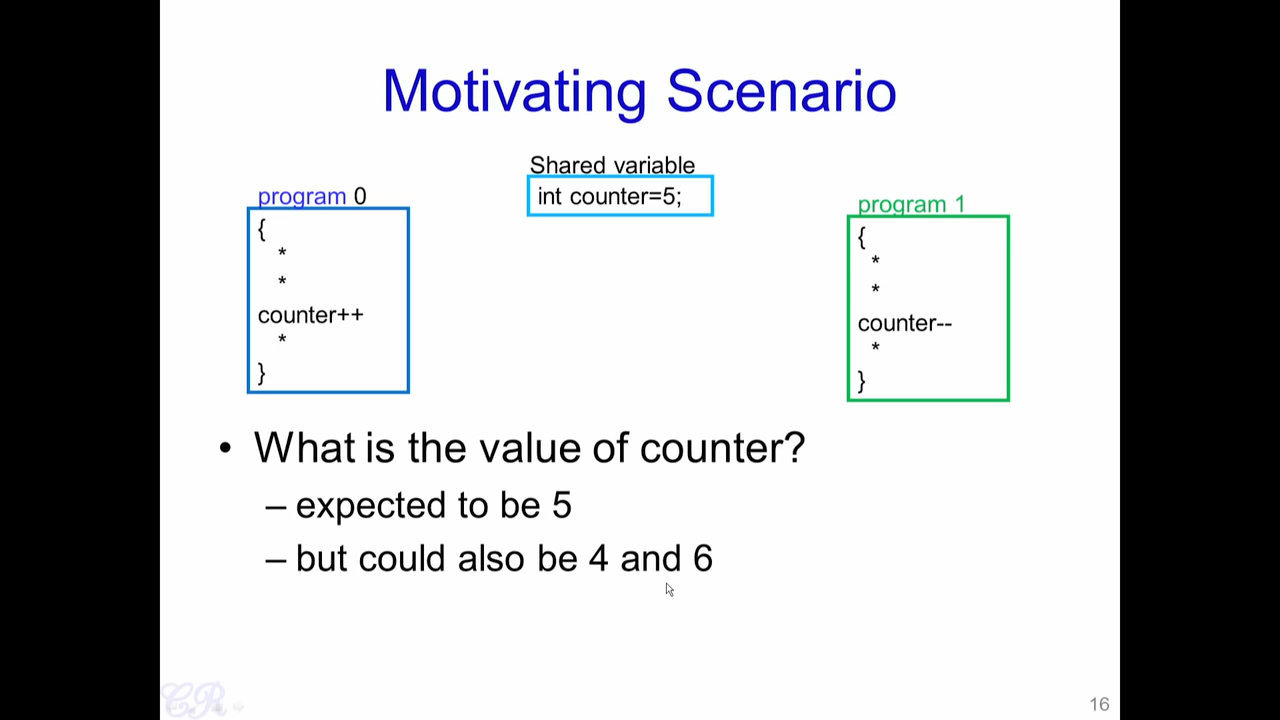 Motivating Scenario
Shared variable
int counter=5;
program 0
{
*
*
counter++
*
}
program 1
{
*
*
counter--
*
}
• What is the value of counter?
– expected to be 5
– but could also be 4 and 6
CR
16